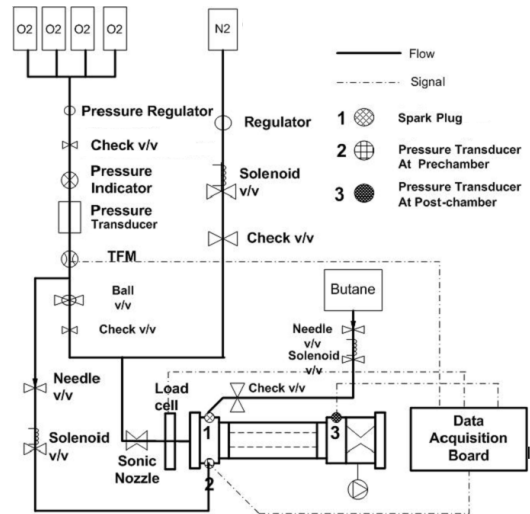 O2 O2 O2 O2
N2
Flow
Signal
Pressure Regulator
Regulator
1 Spark Plug
Check v/v
2 Pressure Transducer
At Prechamber
Pressure
Indicator
Solenoid
v/v
3 Pressure Transducer
At Post-chamber
Pressure
Transducer
Check v/v
TFM
Ball
v/v
Butane
Check v/v
Needle
v/v
Solenoid
v/v
Needle
v/v
Load
cell
Check v/v
Solenoid
v/v
Sonic
Nozzle
1
3
2
Data
Acquisition
Board